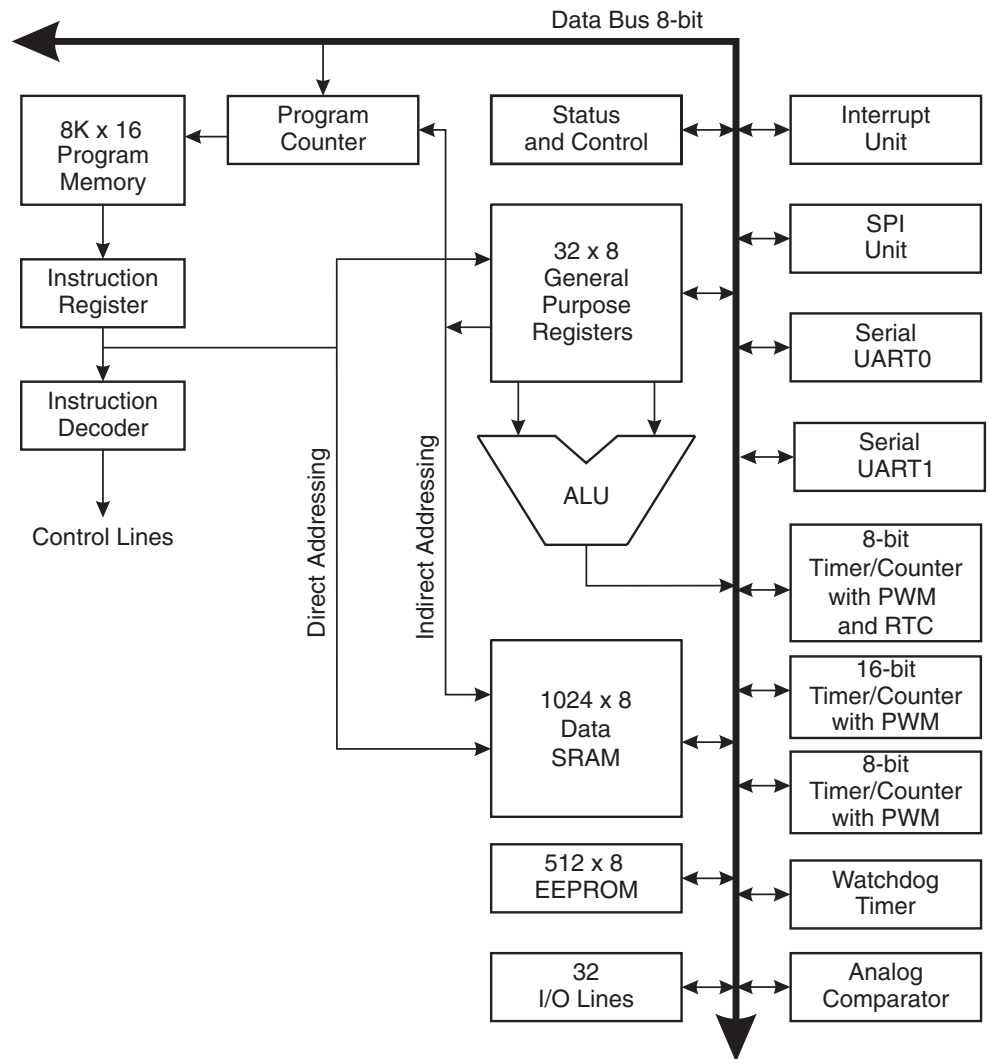 Data Bus 8-bit
8K x 16
Program
Memory
Program
Counter
Status
and Control
Interrupt
Unit
32 x 8
General
Purpose
Registers
SPI
Unit
Instruction
Register
Serial
UART0
Instruction
Decoder
Direct Addressing
Indirect Addressing
ALU
Serial
UART1
Control Lines
8-bit
Timer/Counter
with PWM
and RTC
1024 x 8
Data
SRAM
16-bit
Timer/Counter
with PWM
8-bit
Timer/Counter
with PWM
512 x 8
EEPROM
Watchdog
Timer
32
I/O Lines
Analog
Comparator